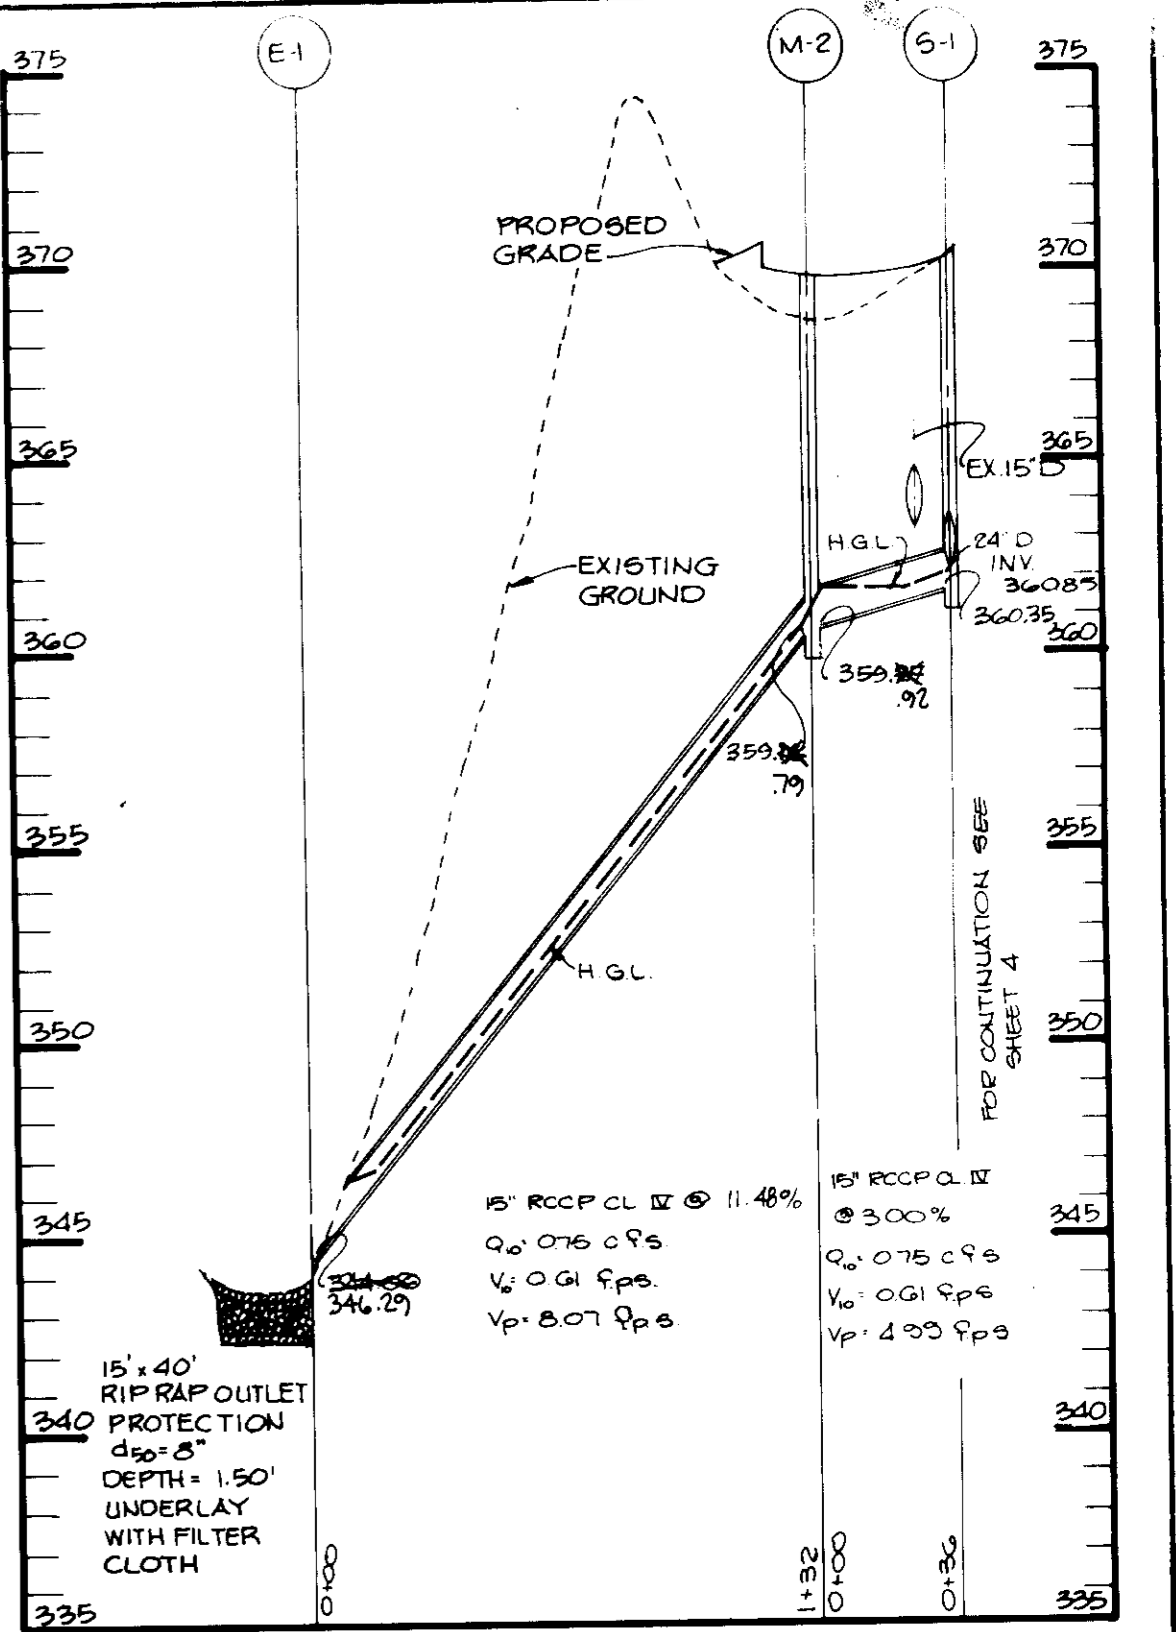 E-1
M-2
S-1
375
375
PROPOSED
GRADE
370
370
365
365
EX. 15" D
H.G.L.
24" D
INV.
360.85
EXISTING
GROUND
360.35
360
360
359.
.92
359.
.79
355
355
H.G.L.
FOR CONTINUATION SEE
SHEET 4
350
350
15" RCCP CL IV @ 11.48%
Q10: 0.75 cfs
V10: 0.61 fps.
Vp: 8.07 fps
15" RCCP CL. IV
@ 3.00%
Q10: 0.75 cfs
V10: 0.61 fps
Vp: 4.99 fps
345
345
346.29
15' x 40'
RIP RAP OUTLET
PROTECTION
d50 = 8"
DEPTH = 1.50'
UNDERLAY
WITH FILTER
CLOTH
340
340
0+00
1+32
0+00
0+36
335
335